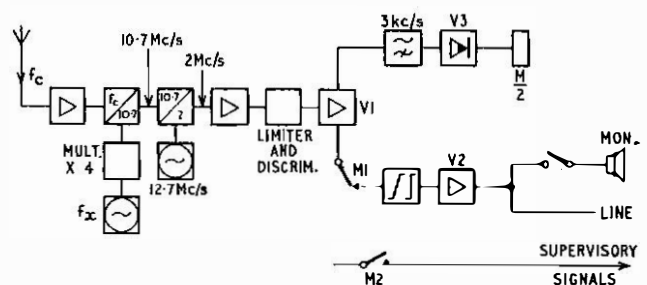 3kc/s
V3
10·7Mc/s
2Mc/s
fc
fc
10·7
10·7
2
V1
M
2
LIMITER
AND
DISCRIM.
MULT.
X 4
12·7Mc/s
fx
M1
V2
MON.
LINE
M2
SUPERVISORY
SIGNALS